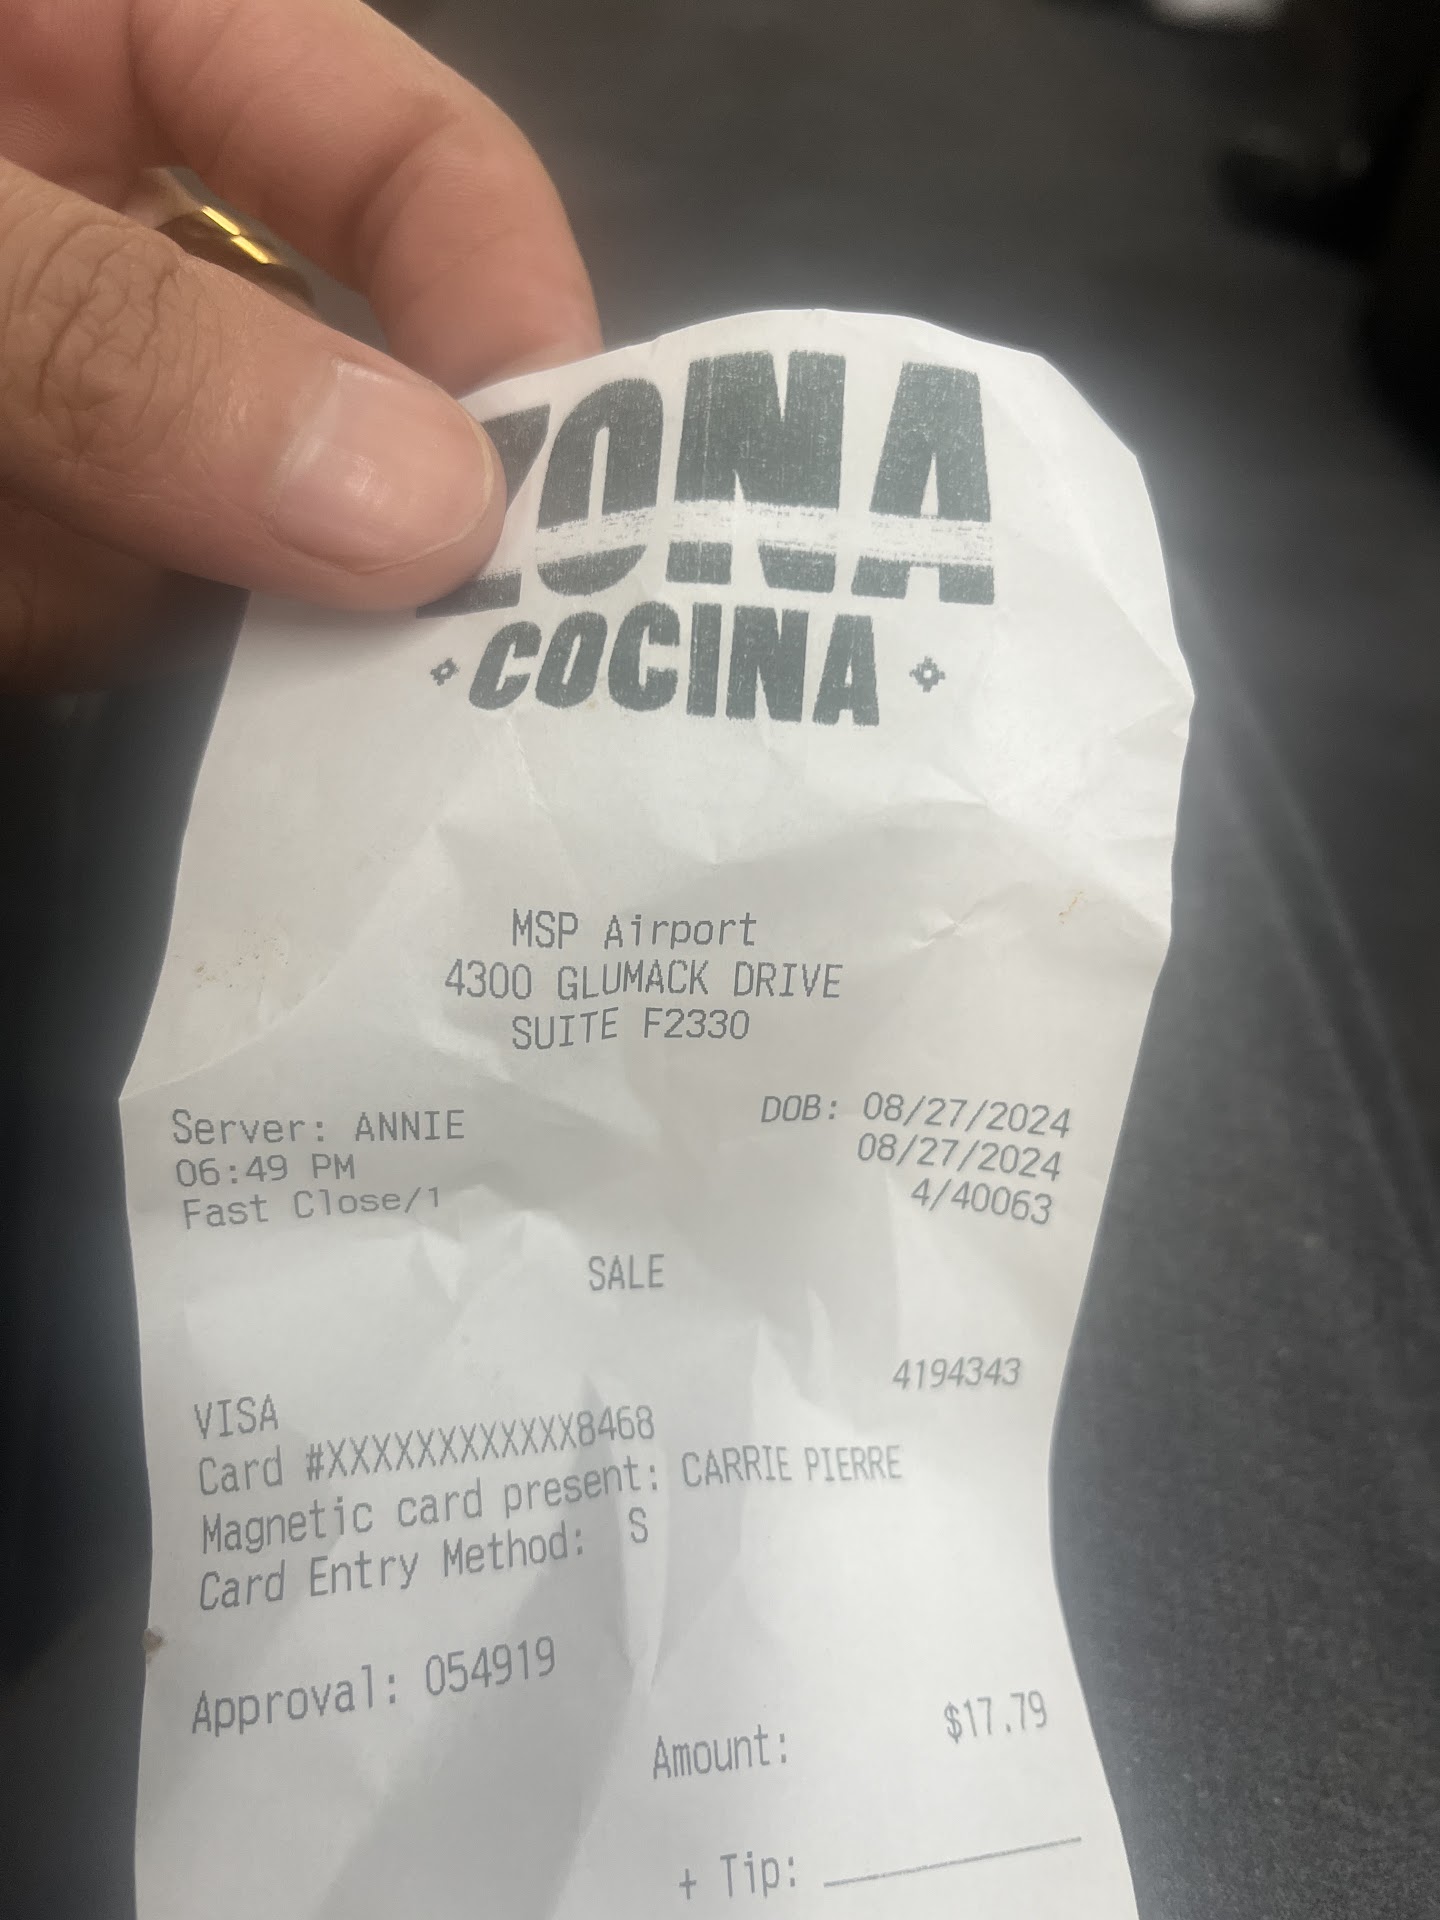 ZONA
COCINA
MSP Airport
4300 GLUMACK DRIVE
SUITE F2330
Server: ANNIE DOB: 08/27/2024
06:49 PM 08/27/2024
Fast Close/1 4/40063
SALE
4194343
VISA
Card #XXXXXXXXXXXX8468
Magnetic card present: CARRIE PIERRE
Card Entry Method: S
Approval: 054919
Amount: $17.79
+ Tip: